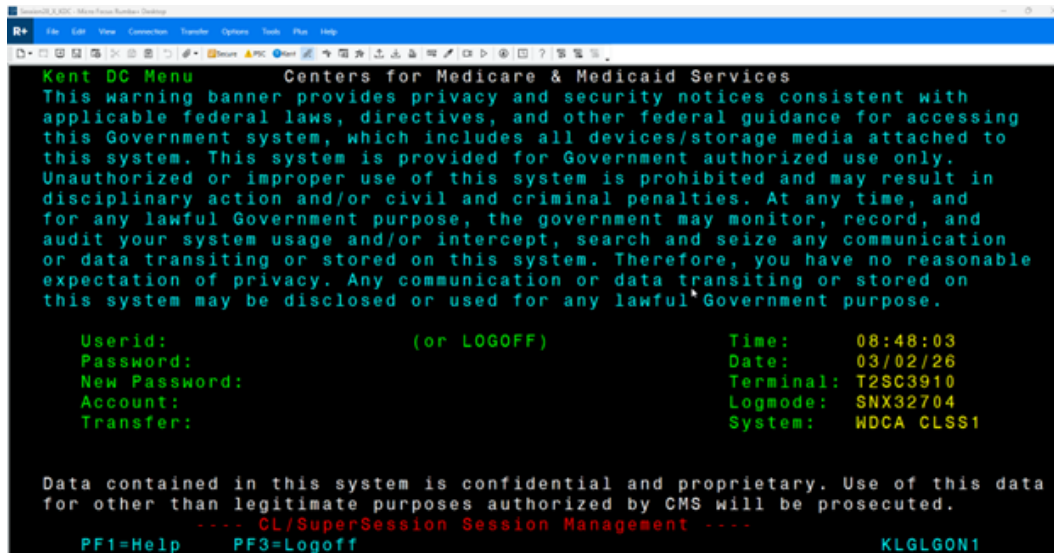 Session28_II_KDC - Micro Focus Rumba+ Desktop
R+ File Edit View Connection Transfer Options Tools Plus Help
Secure PSC Kent
Kent DC Menu Centers for Medicare & Medicaid Services
This warning banner provides privacy and security notices consistent with
applicable federal laws, directives, and other federal guidance for accessing
this Government system, which includes all devices/storage media attached to
this system. This system is provided for Government authorized use only.
Unauthorized or improper use of this system is prohibited and may result in
disciplinary action and/or civil and criminal penalties. At any time, and
for any lawful Government purpose, the government may monitor, record, and
audit your system usage and/or intercept, search and seize any communication
or data transiting or stored on this system. Therefore, you have no reasonable
expectation of privacy. Any communication or data transiting or stored on
this system may be disclosed or used for any lawful Government purpose.
Userid: (or LOGOFF) Time: 08:48:03
Password: Date: 03/02/26
New Password: Terminal: T2SC3910
Account: Logmode: SNX32704
Transfer: System: WDCA CLSS1
Data contained in this system is confidential and proprietary. Use of this data
for other than legitimate purposes authorized by CMS will be prosecuted.
---- CL/SuperSession Session Management ----
PF1=Help PF3=Logoff KLGLGON1